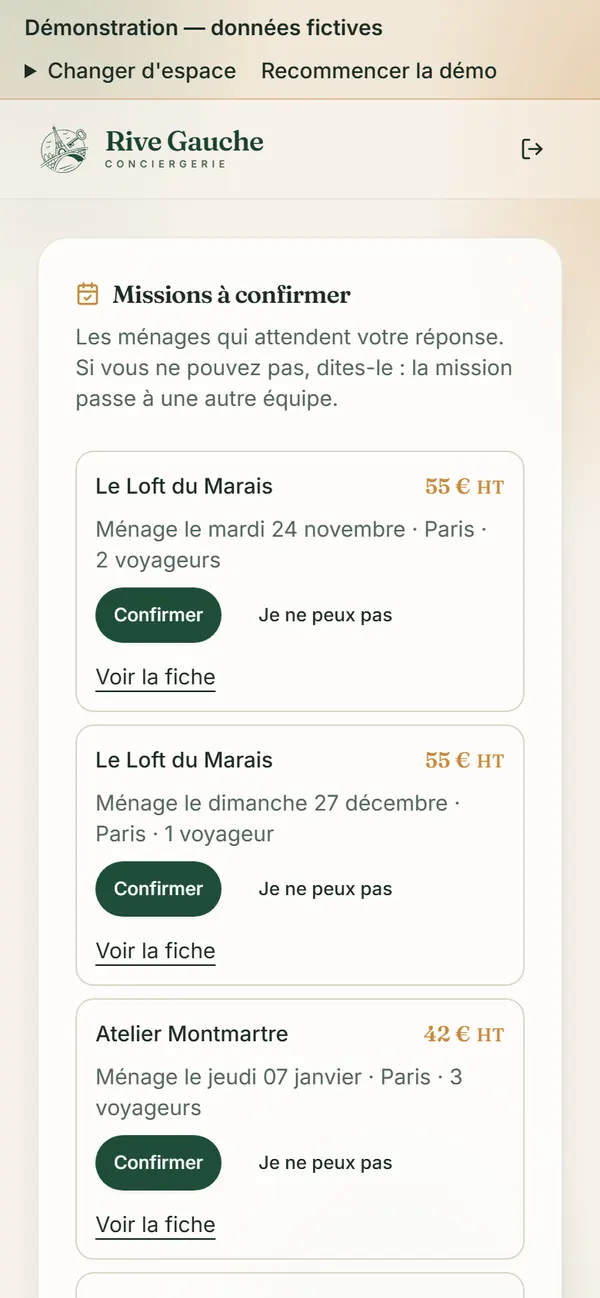 Démonstration — données fictives
▶ Changer d'espace Recommencer la démo
Rive Gauche
CONCIERGERIE
Missions à confirmer
Les ménages qui attendent votre réponse.
Si vous ne pouvez pas, dites-le : la mission
passe à une autre équipe.
Le Loft du Marais 55 € HT
Ménage le mardi 24 novembre · Paris ·
2 voyageurs
Confirmer Je ne peux pas
Voir la fiche
Le Loft du Marais 55 € HT
Ménage le dimanche 27 décembre ·
Paris · 1 voyageur
Confirmer Je ne peux pas
Voir la fiche
Atelier Montmartre 42 € HT
Ménage le jeudi 07 janvier · Paris · 3
voyageurs
Confirmer Je ne peux pas
Voir la fiche